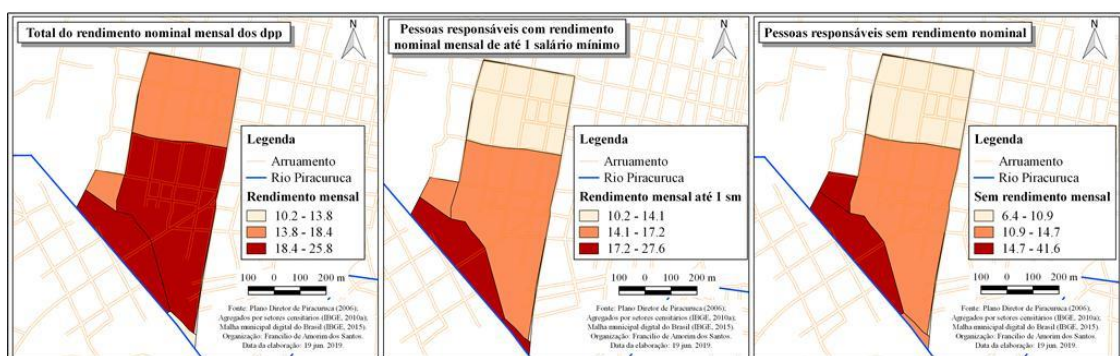 Total do rendimento nominal mensal dos dpp
N
Legenda
Arruamento
Rio Piracuruca
Rendimento mensal
10.2 - 13.8
13.8 - 18.4
18.4 - 25.8
100 0 100 200 m
Fonte: Plano Diretor de Piracuruca (2006);
Agregados por setores censitários (IBGE, 2010a);
Malha municipal digital do Brasil (IBGE, 2015).
Organização: Francílio de Amorim dos Santos.
Data da elaboração: 19 jun. 2019.
Pessoas responsáveis com rendimento
nominal mensal de até 1 salário mínimo
N
Legenda
Arruamento
Rio Piracuruca
Rendimento mensal até 1 sm
10.2 - 14.1
14.1 - 17.2
17.2 - 27.6
100 0 100 200 m
Fonte: Plano Diretor de Piracuruca (2006);
Agregados por setores censitários (IBGE, 2010a);
Malha municipal digital do Brasil (IBGE, 2015).
Organização: Francílio de Amorim dos Santos.
Data da elaboração: 19 jun. 2019.
Pessoas responsáveis sem rendimento nominal
N
Legenda
Arruamento
Rio Piracuruca
Sem rendimento mensal
6.4 - 10.9
10.9 - 14.7
14.7 - 41.6
100 0 100 200 m
Fonte: Plano Diretor de Piracuruca (2006);
Agregados por setores censitários (IBGE, 2010a);
Malha municipal digital do Brasil (IBGE, 2015).
Organização: Francílio de Amorim dos Santos.
Data da elaboração: 19 jun. 2019.